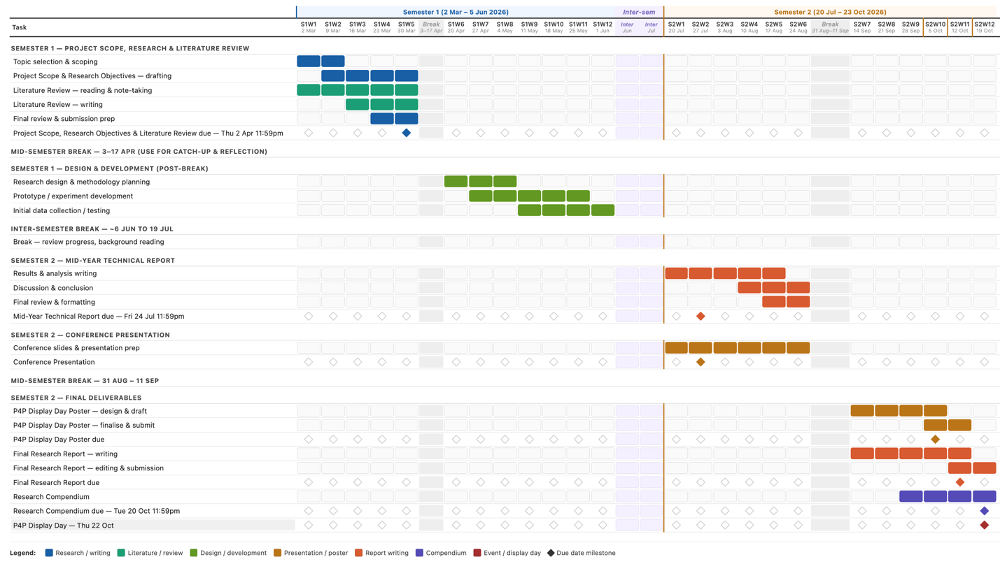 Semester 1 (2 Mar – 5 Jun 2026) Inter-sem Semester 2 (20 Jul – 23 Oct 2026)
Task S1W1 S1W2 S1W3 S1W4 S1W5 Break S1W6 S1W7 S1W8 S1W9 S1W10 S1W11 S1W12 Inter Inter S2W1 S2W2 S2W3 S2W4 S2W5 S2W6 Break S2W7 S2W8 S2W9 S2W10 S2W11 S2W12
2 Mar 9 Mar 16 Mar 23 Mar 30 Mar 3–17 Apr 20 Apr 27 Apr 4 May 11 May 18 May 25 May 1 Jun Jun Jul 20 Jul 27 Jul 3 Aug 10 Aug 17 Aug 24 Aug 31 Aug–11 Sep 14 Sep 21 Sep 28 Sep 5 Oct 12 Oct 19 Oct
SEMESTER 1 — PROJECT SCOPE, RESEARCH & LITERATURE REVIEW
Topic selection & scoping
Project Scope & Research Objectives — drafting
Literature Review — reading & note-taking
Literature Review — writing
Final review & submission prep
Project Scope, Research Objectives & Literature Review due — Thu 2 Apr 11:59pm
MID-SEMESTER BREAK — 3–17 APR (USE FOR CATCH-UP & REFLECTION)
SEMESTER 1 — DESIGN & DEVELOPMENT (POST-BREAK)
Research design & methodology planning
Prototype / experiment development
Initial data collection / testing
INTER-SEMESTER BREAK — ~6 JUN TO 19 JUL
Break — review progress, background reading
SEMESTER 2 — MID-YEAR TECHNICAL REPORT
Results & analysis writing
Discussion & conclusion
Final review & formatting
Mid-Year Technical Report due — Fri 24 Jul 11:59pm
SEMESTER 2 — CONFERENCE PRESENTATION
Conference slides & presentation prep
Conference Presentation
MID-SEMESTER BREAK — 31 AUG – 11 SEP
SEMESTER 2 — FINAL DELIVERABLES
P4P Display Day Poster — design & draft
P4P Display Day Poster — finalise & submit
P4P Display Day Poster due
Final Research Report — writing
Final Research Report — editing & submission
Final Research Report due
Research Compendium
Research Compendium due — Tue 20 Oct 11:59pm
P4P Display Day — Thu 22 Oct
Legend: Research / writing Literature / review Design / development Presentation / poster Report writing Compendium Event / display day Due date milestone